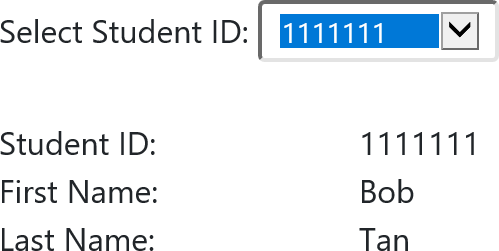 Select Student ID: 1111111
Student ID: 1111111
First Name: Bob
Last Name: Tan